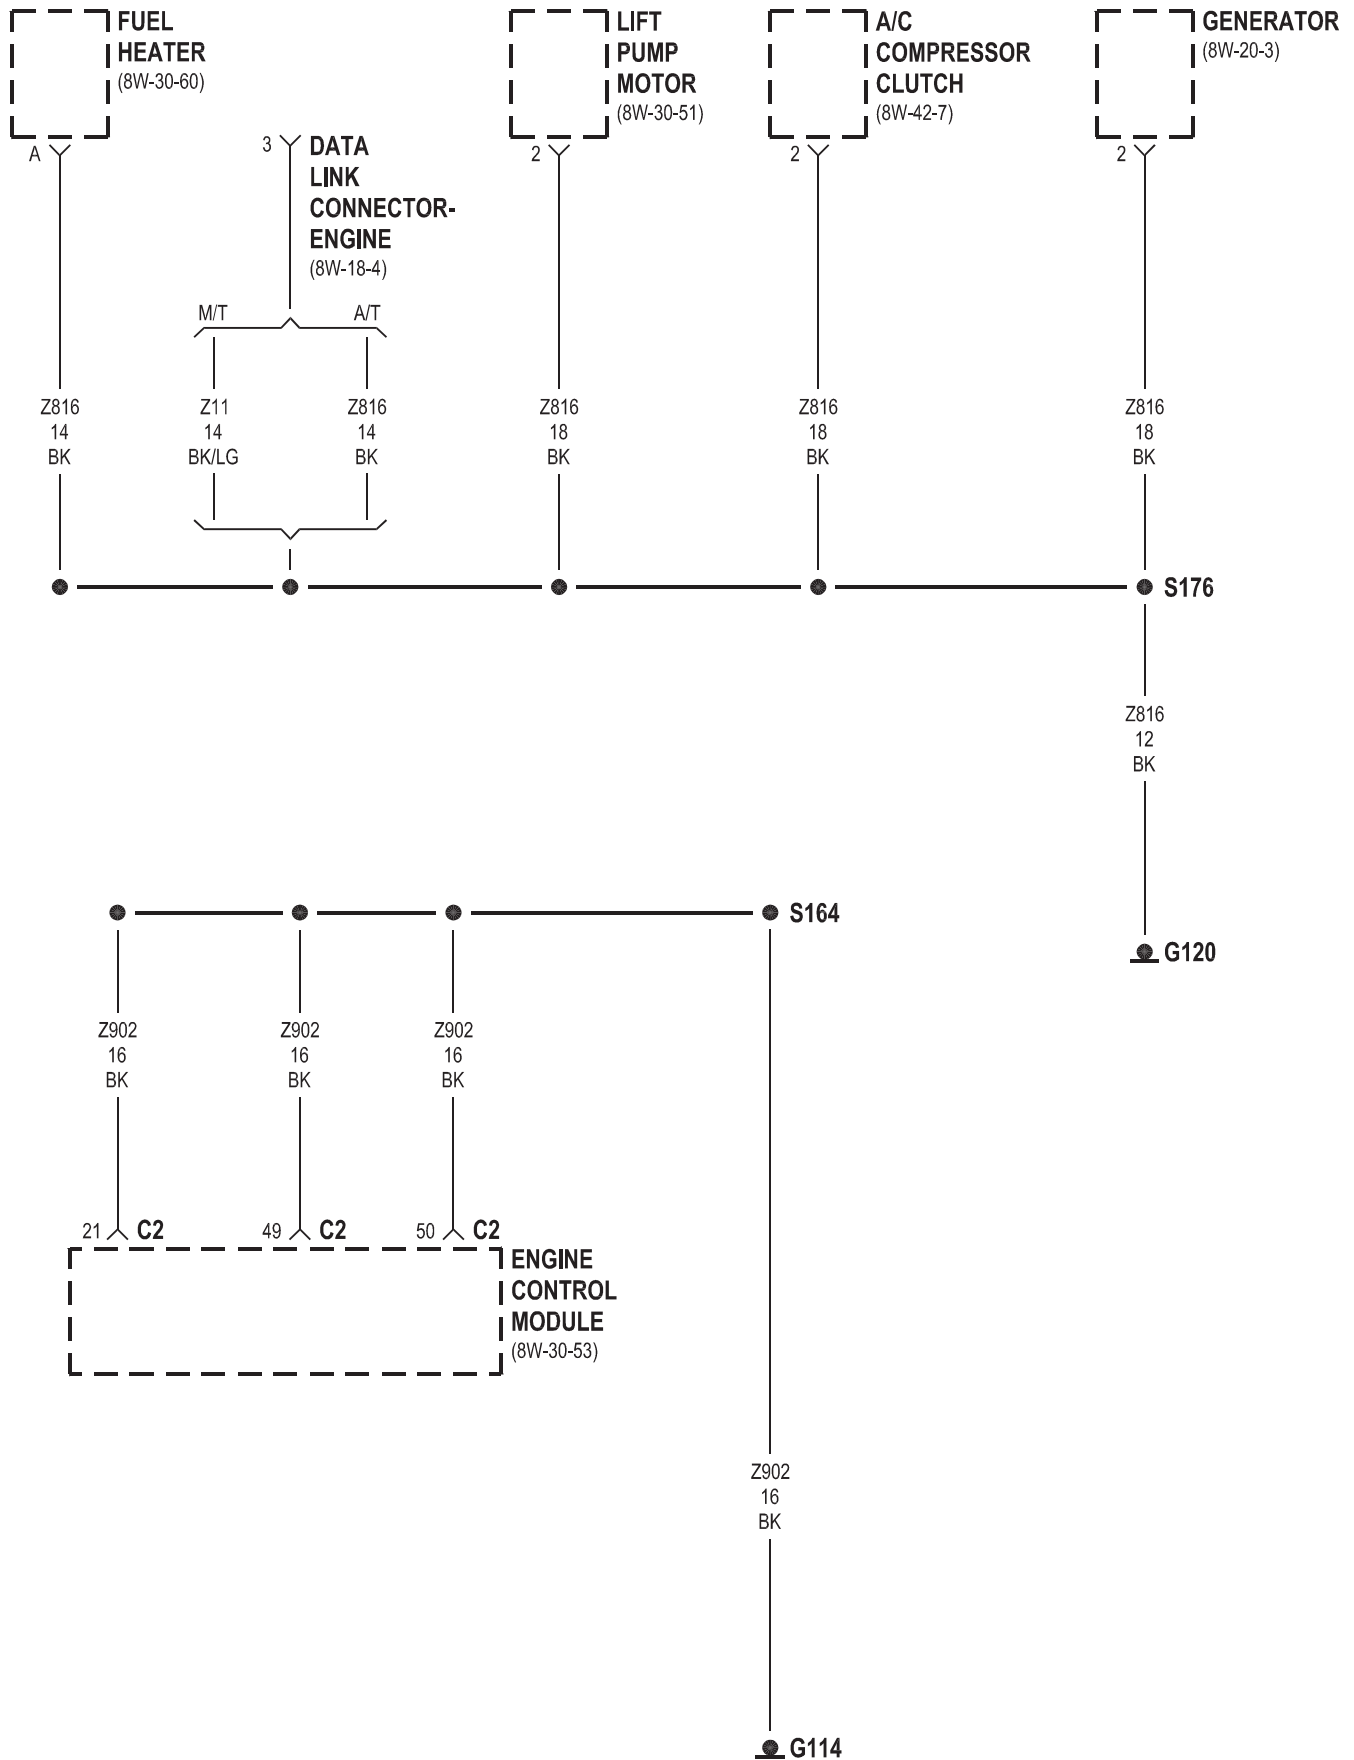 FUEL
HEATER
(8W-30-60)
A
3
DATA
LINK
CONNECTOR-
ENGINE
(8W-18-4)
LIFT
PUMP
MOTOR
(8W-30-51)
2
A/C
COMPRESSOR
CLUTCH
(8W-42-7)
2
GENERATOR
(8W-20-3)
2
M/T
A/T
Z816
14
BK
Z11
14
BK/LG
Z816
14
BK
Z816
18
BK
Z816
18
BK
Z816
18
BK
S176
Z816
12
BK
G120
S164
Z902
16
BK
Z902
16
BK
Z902
16
BK
21
C2
49
C2
50
C2
ENGINE
CONTROL
MODULE
(8W-30-53)
Z902
16
BK
G114